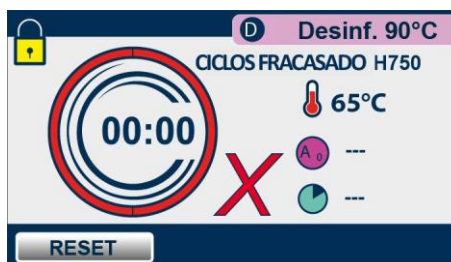 D Desinf. 90°C
CICLOS FRACASADO H750
65°C
00:00
A0 ---
---
RESET